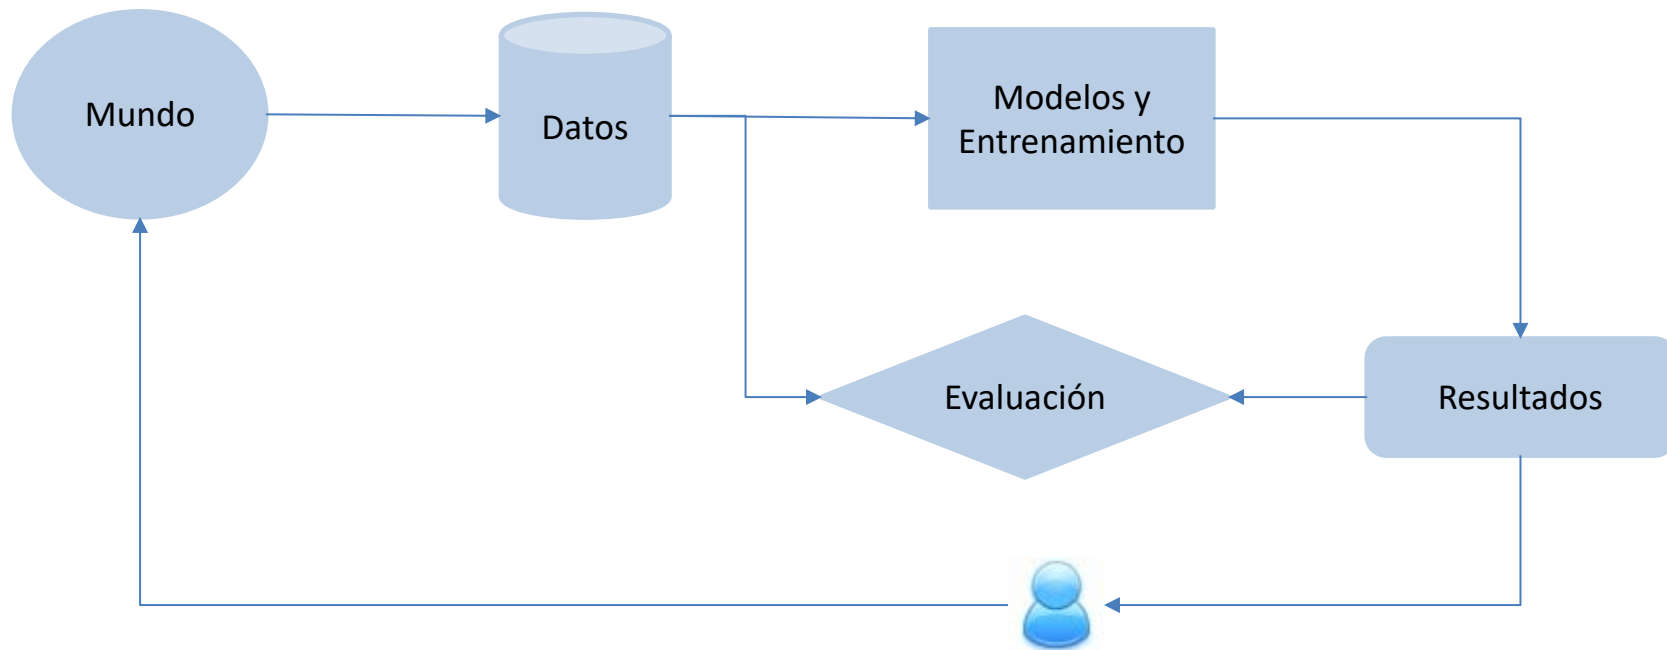 Mundo
Datos
Modelos y
Entrenamiento
Evaluación
Resultados